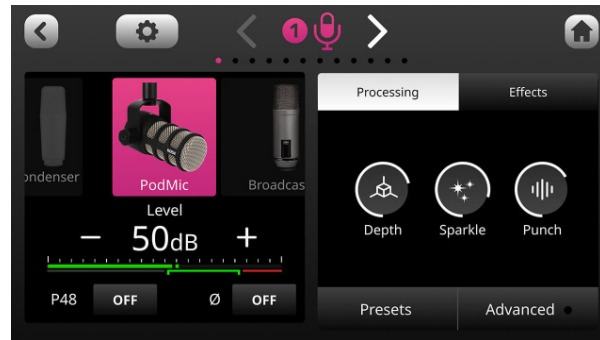 1
Processing
Effects
ondenser
PodMic
Broadcas
Level
50dB
Depth
Sparkle
Punch
P48
OFF
Ø
OFF
Presets
Advanced